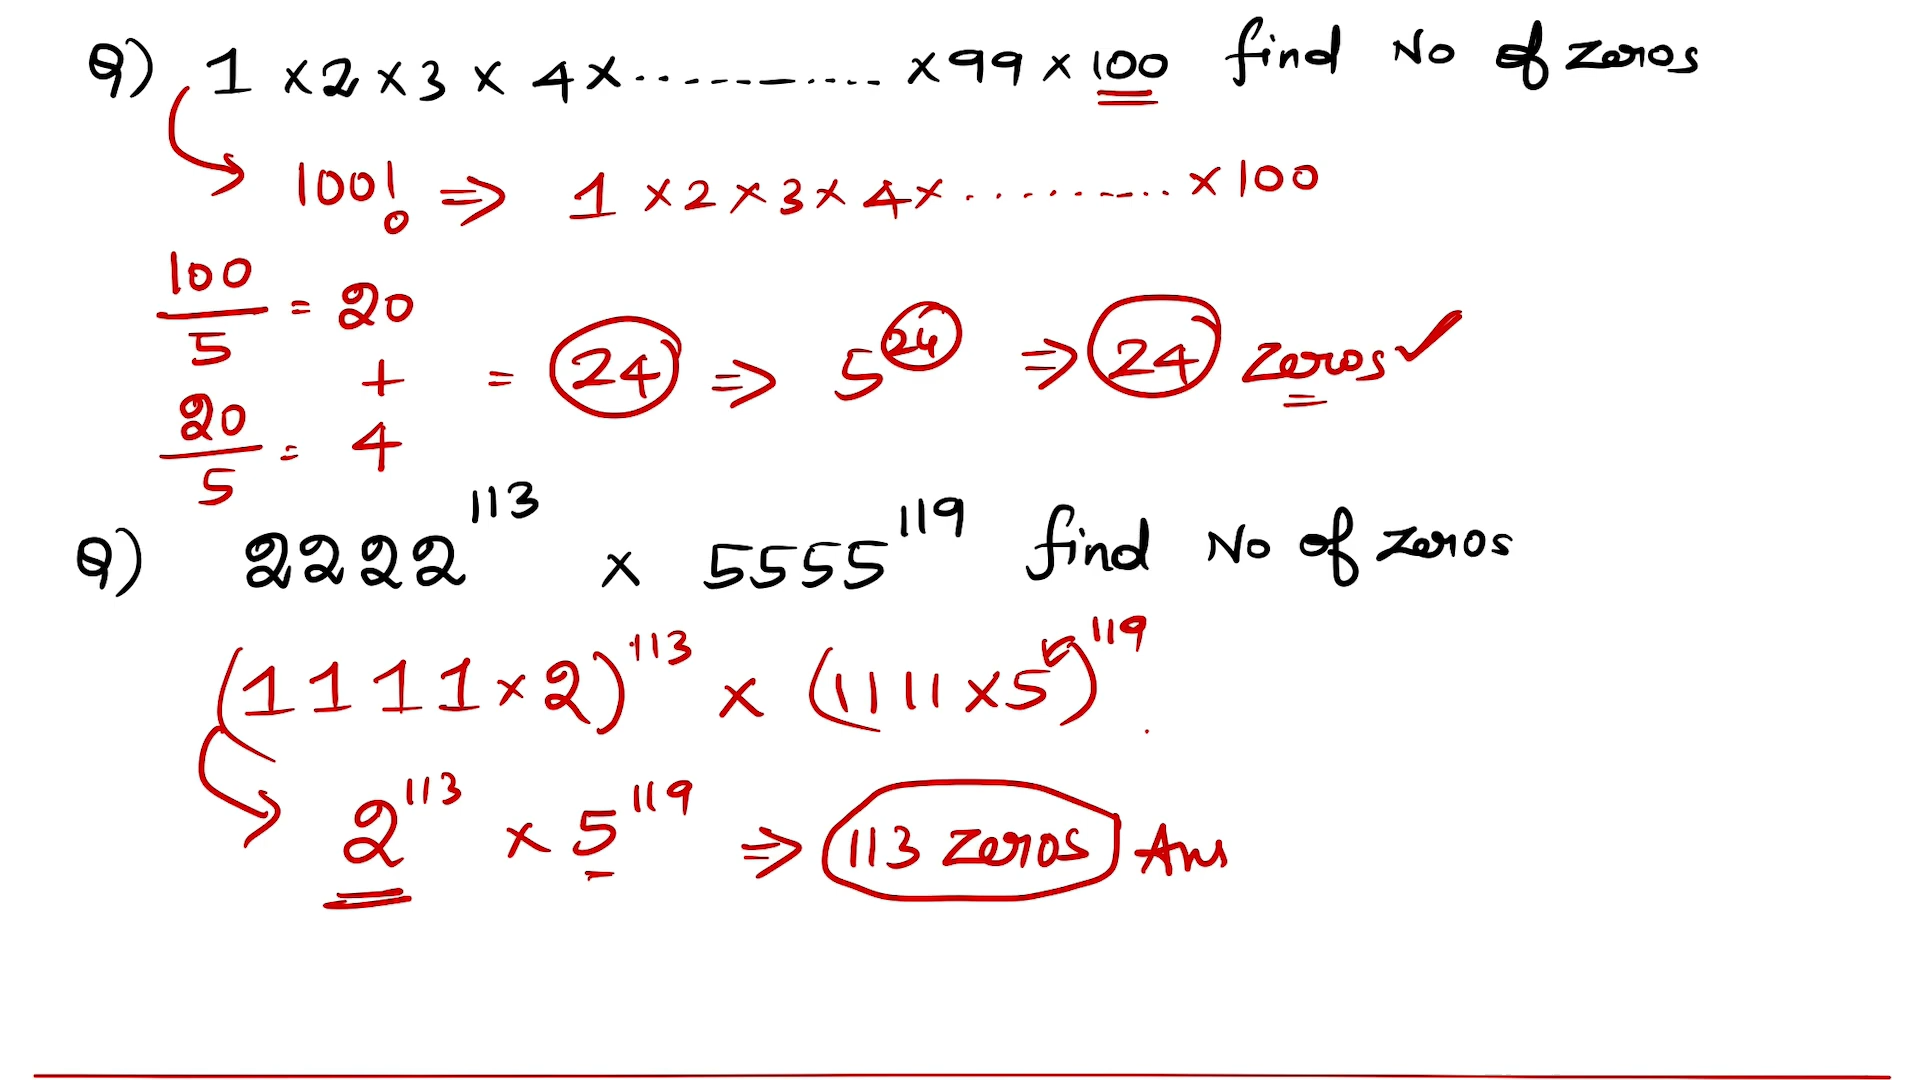 Q) 1 × 2 × 3 × 4 × ........... × 99 × 100 find No of zeros
100! ⇒ 1 × 2 × 3 × 4 × ........... × 100
100/5 = 20
+ = 24 ⇒ 5^24 ⇒ 24 zeros ✓
20/5 = 4
Q) 2222^113 × 5555^119 find No of zeros
(1111 × 2)^113 × (1111 × 5)^119
2^113 × 5^119 ⇒ 113 zeros Ans